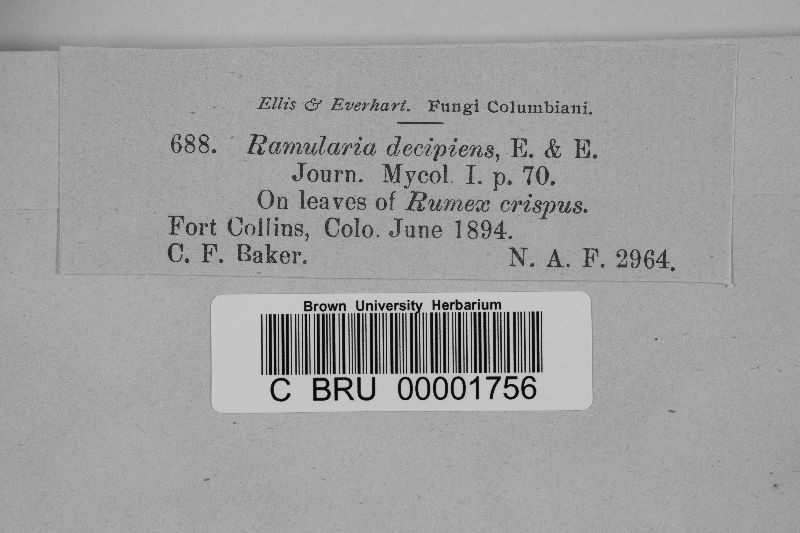 Ellis & Everhart. Fungi Columbiani.
688. Ramularia decipiens, E. & E.
Journ. Mycol. I. p. 70.
On leaves of Rumex crispus.
Fort Collins, Colo. June 1894.
C. F. Baker. N. A. F. 2964.
Brown University Herbarium
C BRU 00001756